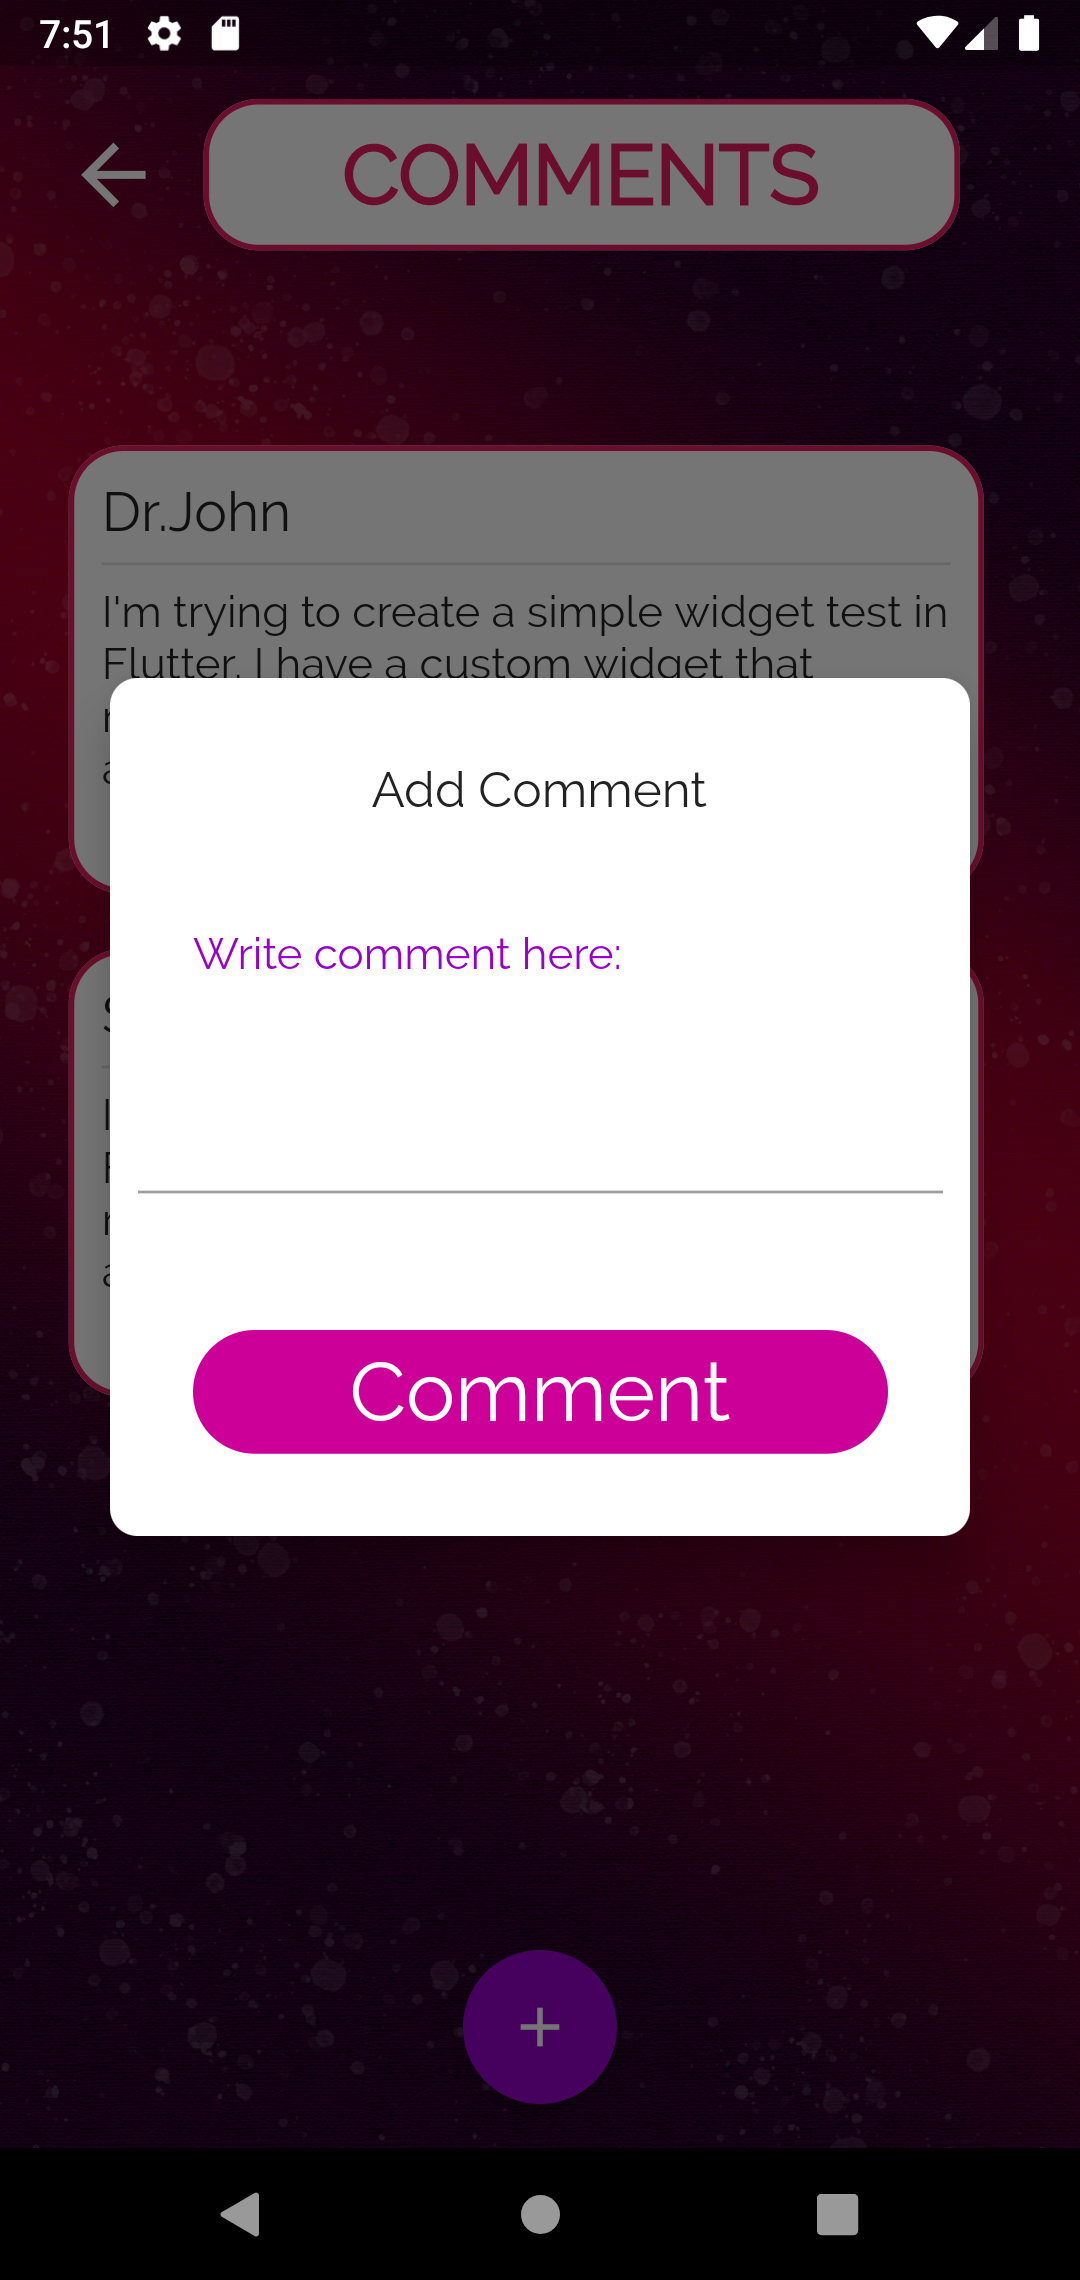 7:51
COMMENTS
Dr.John
I'm trying to create a simple widget test in
Flutter. I have a custom widget that
Add Comment
Write comment here:
Comment